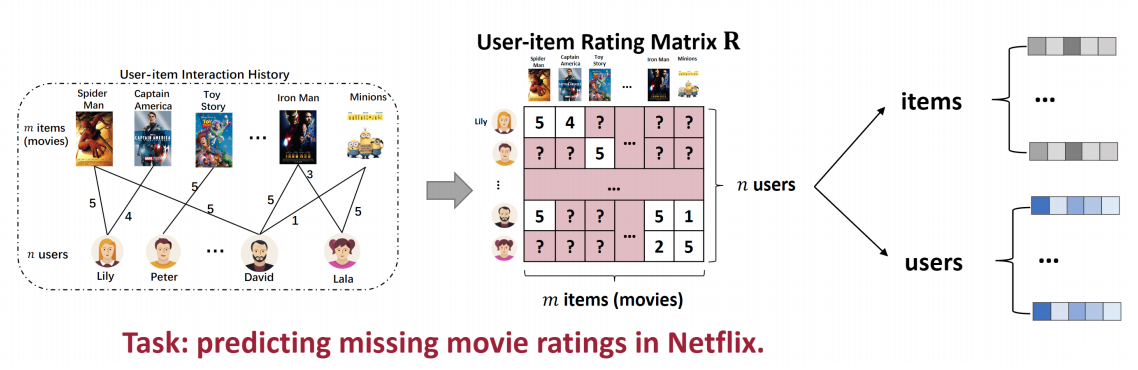 User-item Interaction History
Spider Man
Captain America
Toy Story
...
Iron Man
Minions
m items (movies)
5
4
5
5
5
3
1
5
n users
Lily
Peter
...
David
Lala
User-item Rating Matrix R
Spider Man
Captain America
Toy Story
...
Iron Man
Minions
Lily
5 4 ? ... ? ?
? ? 5 ? ?
...
5 ? ? ... 5 1
? ? ? 2 5
n users
m items (movies)
items
...
users
...
Task: predicting missing movie ratings in Netflix.